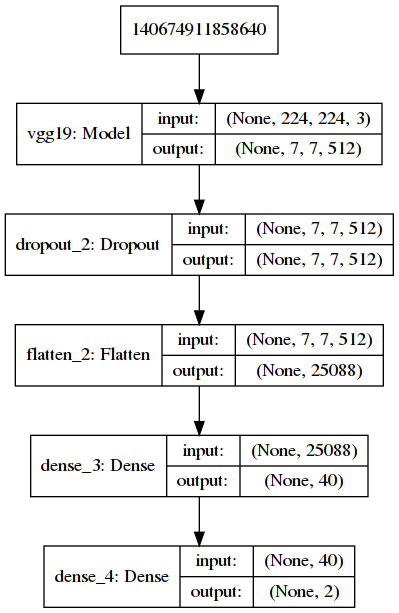 140674911858640
vgg19: Model
input: (None, 224, 224, 3)
output: (None, 7, 7, 512)
dropout_2: Dropout
input: (None, 7, 7, 512)
output: (None, 7, 7, 512)
flatten_2: Flatten
input: (None, 7, 7, 512)
output: (None, 25088)
dense_3: Dense
input: (None, 25088)
output: (None, 40)
dense_4: Dense
input: (None, 40)
output: (None, 2)